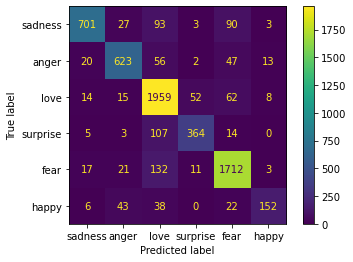 sadness 701 27 93 3 90 3
anger 20 623 56 2 47 13
love 14 15 1959 52 62 8
surprise 5 3 107 364 14 0
fear 17 21 132 11 1712 3
happy 6 43 38 0 22 152
sadness anger love surprise fear happy
Predicted label
True label
1750
1500
1250
1000
750
500
250
0